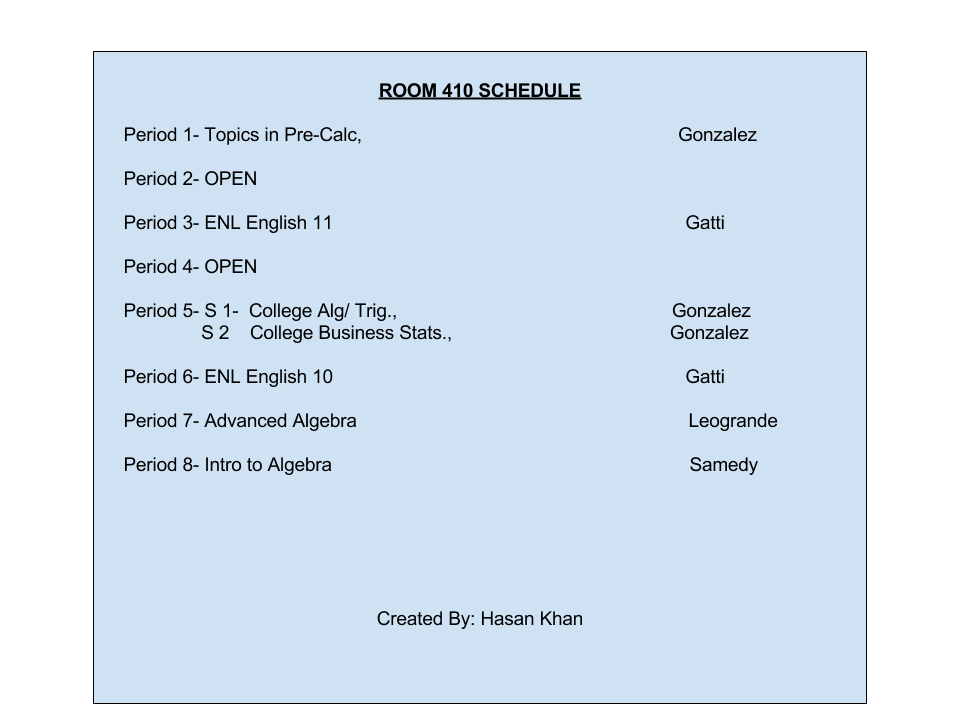 ROOM 410 SCHEDULE
Period 1- Topics in Pre-Calc, Gonzalez
Period 2- OPEN
Period 3- ENL English 11 Gatti
Period 4- OPEN
Period 5- S 1- College Alg/ Trig., Gonzalez
S 2 College Business Stats., Gonzalez
Period 6- ENL English 10 Gatti
Period 7- Advanced Algebra Leogrande
Period 8- Intro to Algebra Samedy
Created By: Hasan Khan